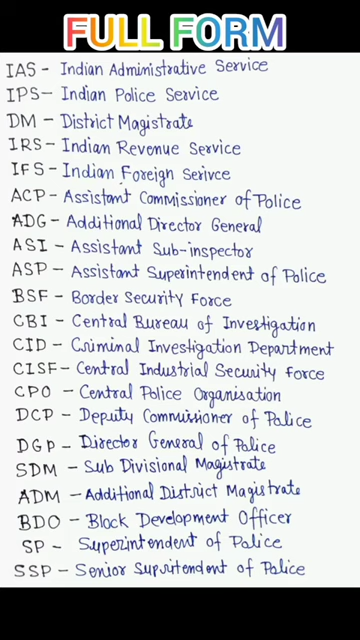 FULL FORM
IAS - Indian Administrative Service
IPS - Indian Police Service
DM - District Magistrate
IRS - Indian Revenue Service
IFS - Indian Foreign Serivce
ACP - Assistant Commissioner of Police
ADG - Additional Director General
ASI - Assistant Sub-inspector
ASP - Assistant Superintendent of Police
BSF - Border Security Force
CBI - Central Bureau of Investigation
CID - Criminal Investigation Department
CISF - Central Industrial Security Force
CPO - Central Police Organisation
DCP - Deputy Commissioner of Police
DGP - Director General of Police
SDM - Sub Divisional Magistrate
ADM - Additional District Magistrate
BDO - Block Development Officer
SP - Superintendent of Police
SSP - Senior Supritendent of Police